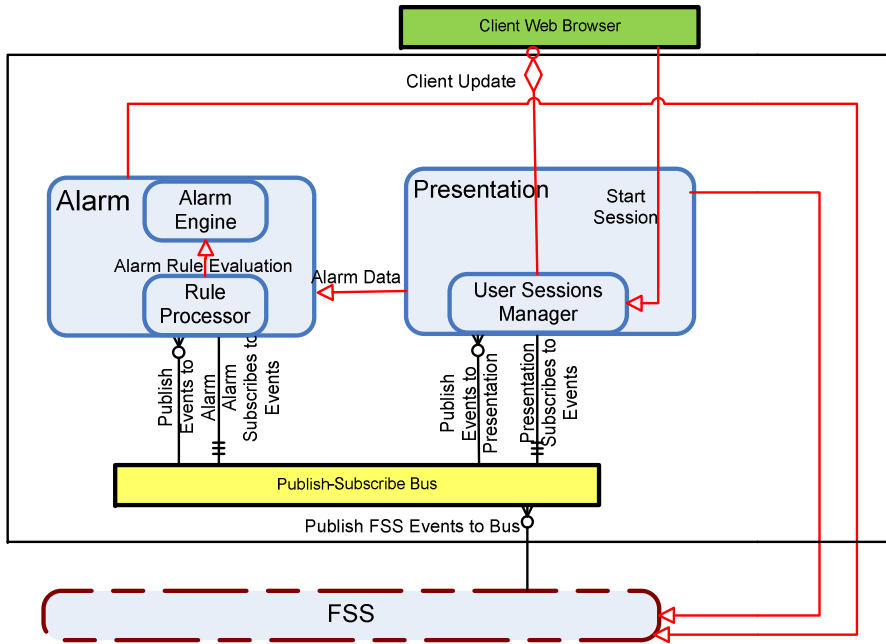 Client Web Browser
Client Update
Alarm
Alarm
Engine
Alarm Rule Evaluation
Rule
Processor
Alarm Data
Presentation
Start
Session
User Sessions
Manager
Publish
Events to
Alarm
Alarm
Subscribes to
Events
Publish
Events to
Presentation
Presentation
Subscribes to
Events
Publish-Subscribe Bus
Publish FSS Events to Bus
FSS